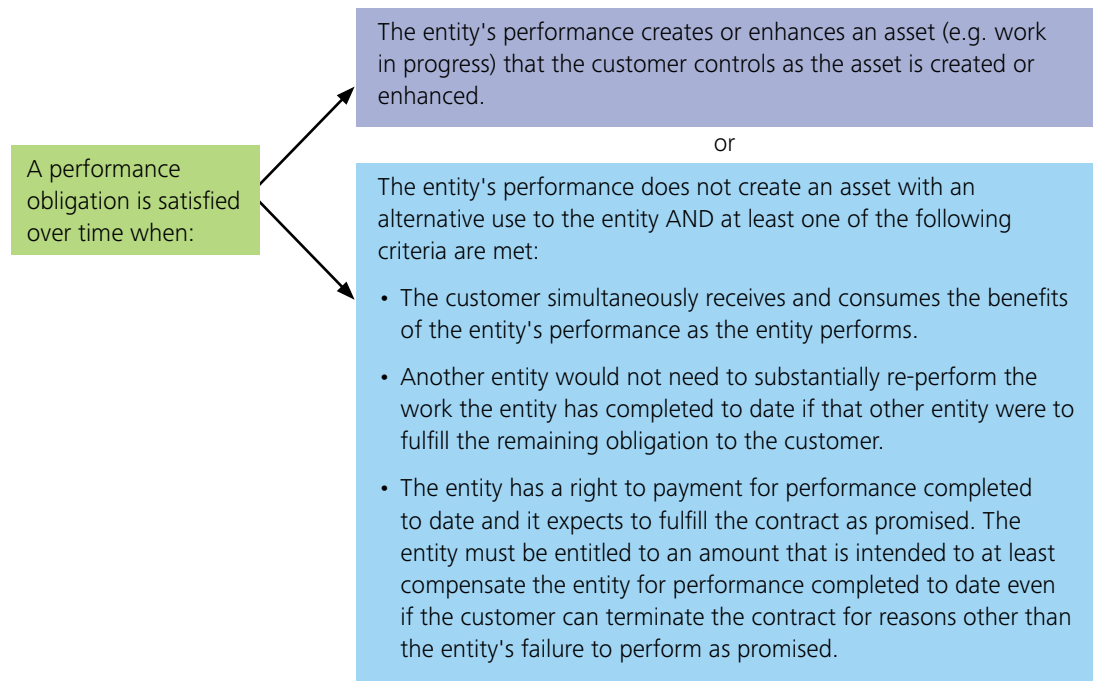 The entity's performance creates or enhances an asset (e.g. work
in progress) that the customer controls as the asset is created or
enhanced.
or
A performance
obligation is satisfied
over time when:
The entity's performance does not create an asset with an
alternative use to the entity AND at least one of the following
criteria are met:
• The customer simultaneously receives and consumes the benefits
of the entity's performance as the entity performs.
• Another entity would not need to substantially re-perform the
work the entity has completed to date if that other entity were to
fulfill the remaining obligation to the customer.
• The entity has a right to payment for performance completed
to date and it expects to fulfill the contract as promised. The
entity must be entitled to an amount that is intended to at least
compensate the entity for performance completed to date even
if the customer can terminate the contract for reasons other than
the entity's failure to perform as promised.